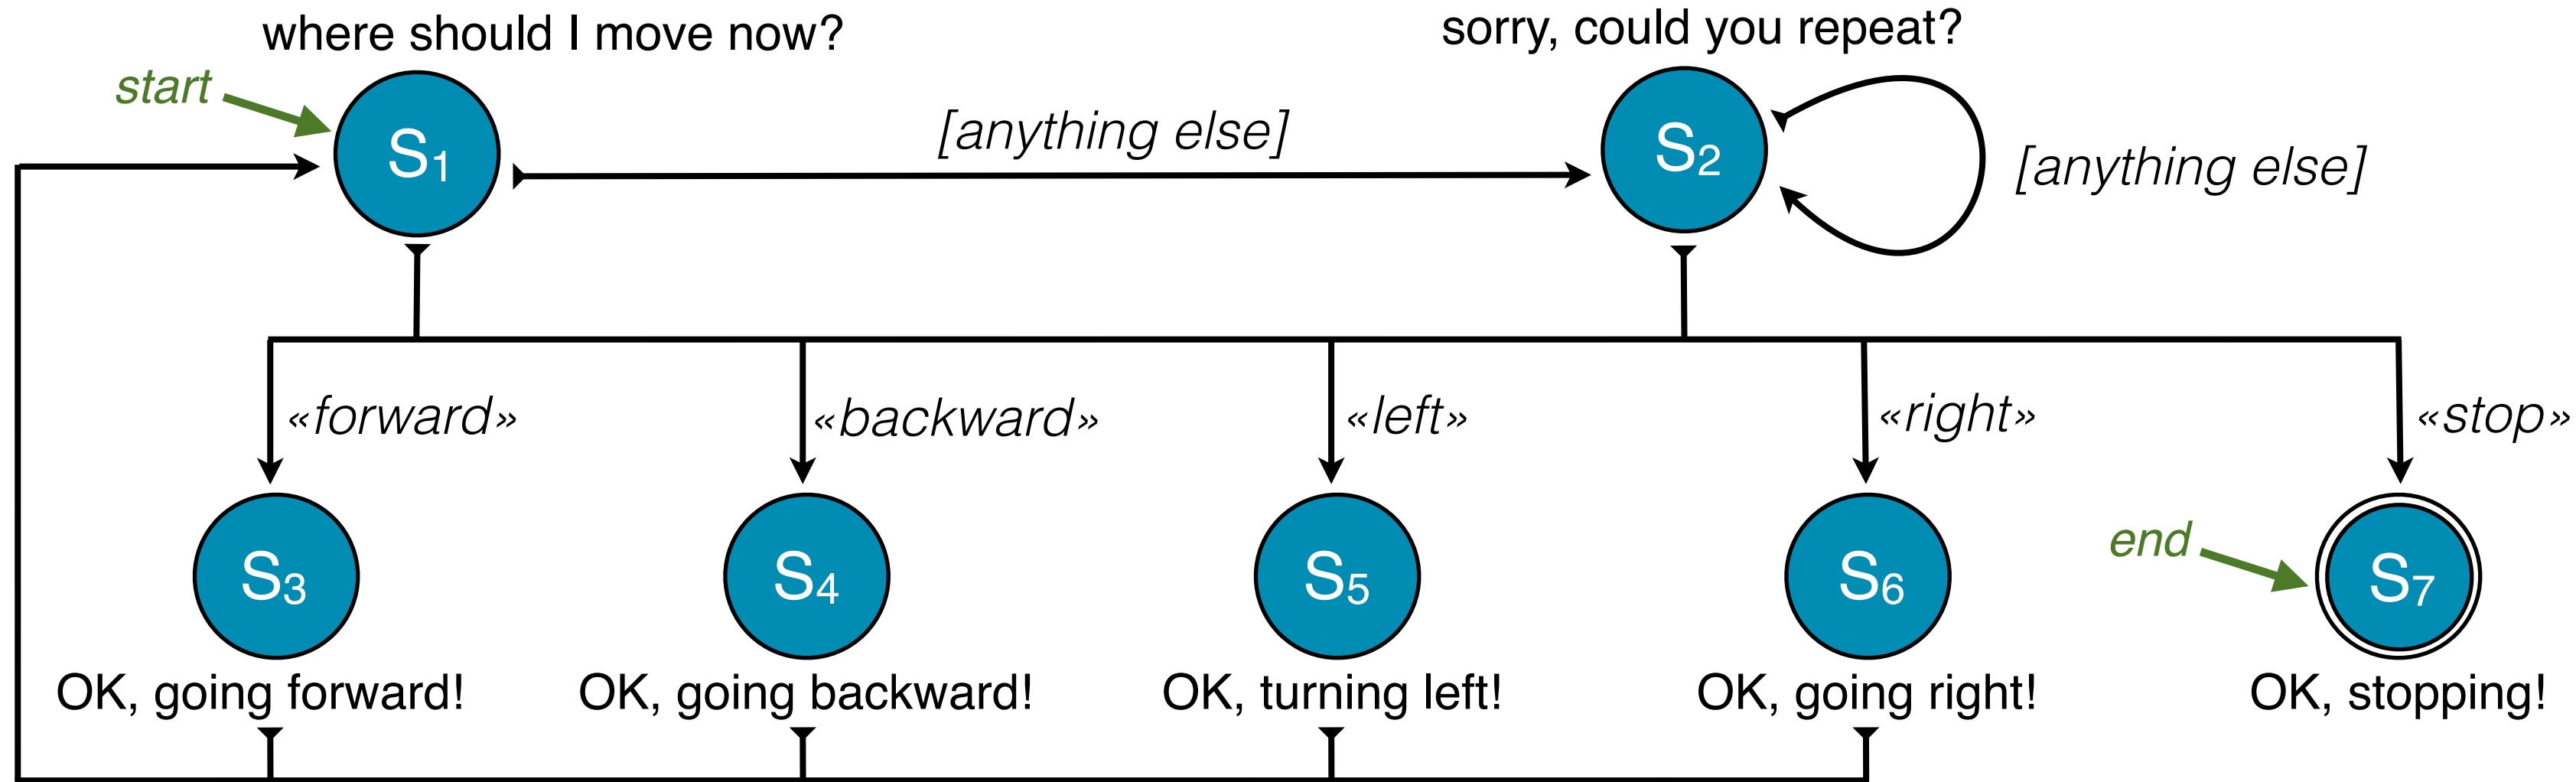 where should I move now?
sorry, could you repeat?
start
S₁
[anything else]
S₂
[anything else]
«forward»
«backward»
«left»
«right»
«stop»
S₃
S₄
S₅
S₆
end
S₇
OK, going forward!
OK, going backward!
OK, turning left!
OK, going right!
OK, stopping!